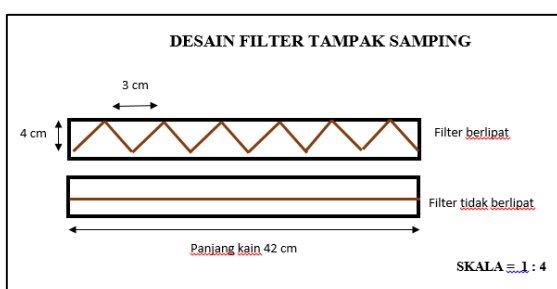 DESAIN FILTER TAMPAK SAMPING
3 cm
4 cm
Filter berlipat
Filter tidak berlipat
Panjang kain 42 cm
SKALA = 1 : 4